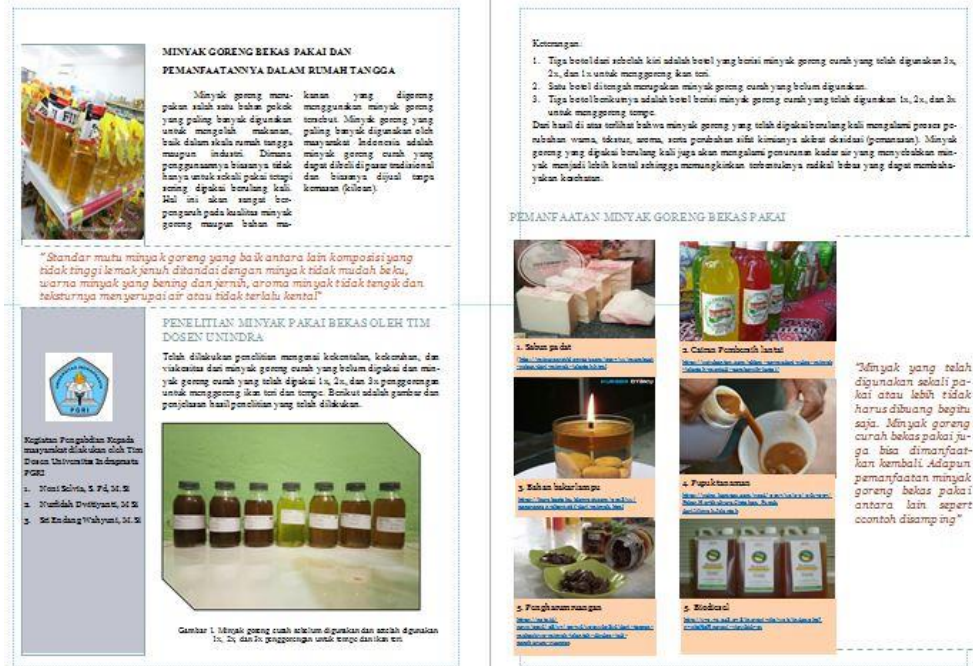 MINYAK GORENG BEKAS PAKAI DAN
PEMANFAATANNYA DALAM RUMAH TANGGA
Minyak goreng meru-
pakan salah satu bahan pokok
yang paling banyak digunakan
untuk mengolah makanan,
baik dalam skala rumah tangga
maupun industri. Dimana
penggunaannya biasanya tidak
hanya untuk sekali pakai tetapi
sering dipakai berulang kali.
Hal ini akan sangat ber-
pengaruh pada kualitas minyak
goreng maupun bahan ma-
kanan yang digoreng
menggunakan minyak goreng
tersebut. Minyak goreng yang
paling banyak digunakan oleh
masyarakat Indonesia adalah
minyak goreng curah yang
dapat dibeli di pasar tradisional
dan biasanya dijual tanpa
kemasan (kiloan).
"Standar mutu minyak goreng yang baik antara lain komposisi yang
tidak tinggi lemak jenuh ditandai dengan minyak tidak mudah beku,
warna minyak yang bening dan jernih, aroma minyak tidak tengik dan
teksturnya menyerupai air atau tidak terlalu kental"
PGRI
Kegiatan Pengabdian Kepada
masyarakat dilakukan oleh Tim
Dosen Universitas Indraprasta
PGRI
1. Noni Selvia, S. Pd, M.Si
2. Nurfidah Dwitiyanti, M.Si
3. Sri Endang Wahyuni, M.Si
PENELITIAN MINYAK PAKAI BEKAS OLEH TIM
DOSEN UNINDRA
Telah dilakukan penelitian mengenai kekentalan, kekeruhan, dan
viskositas dari minyak goreng curah yang belum dipakai dan min-
yak goreng curah yang telah dipakai 1x, 2x, dan 3x penggorengan
untuk menggoreng ikan teri dan tempe. Berikut adalah gambar dan
penjelasan hasil penelitian yang telah dilakukan.
Gambar 1. Minyak goreng curah sebelum digunakan dan setelah digunakan
1x, 2x, dan 3x penggorengan untuk tempe dan ikan teri
Keterangan:
1. Tiga botol dari sebelah kiri adalah botol yang berisi minyak goreng curah yang telah digunakan 3x,
2x, dan 1x untuk menggoreng ikan teri.
2. Satu botol di tengah merupakan minyak goreng curah yang belum digunakan.
3. Tiga botol berikutnya adalah botol berisi minyak goreng curah yang telah digunakan 1x, 2x, dan 3x
untuk menggoreng tempe.
Dari hasil di atas terlihat bahwa minyak goreng yang telah dipakai berulang kali mengalami proses pe-
rubahan warna, tekstur, aroma, serta perubahan sifat kimianya akibat oksidasi (pemanasan). Minyak
goreng yang dipakai berulang kali juga akan mengalami penurunan kadar air yang menyebabkan min-
yak menjadi lebih kental sehingga memungkinkan terbentuknya radikal bebas yang dapat membaha-
yakan kesehatan.
PEMANFAATAN MINYAK GORENG BEKAS PAKAI
1. Sabun padat
2. Cairan Pembersih lantai
3. Bahan bakar lampu
4. Pupuk tanaman
5. Pengharum ruangan
5. Biodiesel
"Minyak yang telah
digunakan sekali pa-
kai atau lebih tidak
harus dibuang begitu
saja. Minyak goreng
curah bekas pakai ju-
ga bisa dimanfaat-
kan kembali. Adapun
pemanfaatan minyak
goreng bekas pakai
antara lain sepert
ccontoh disamping"